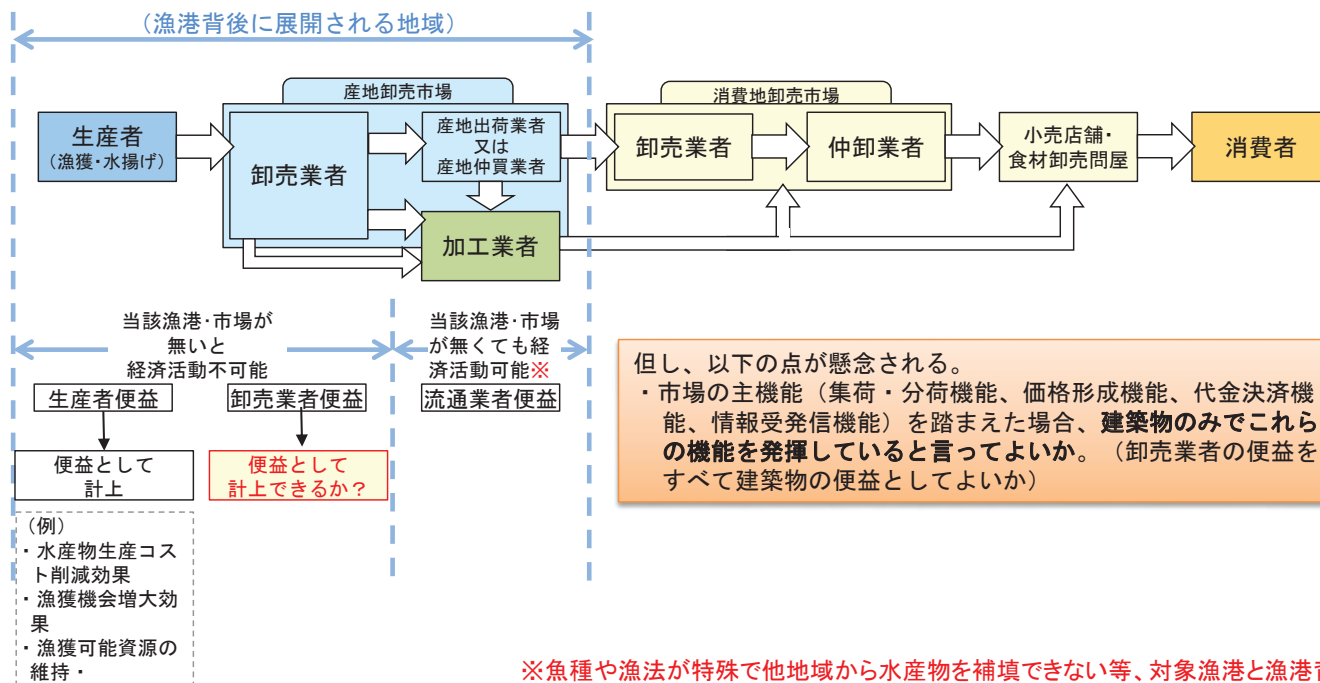 (漁港背後に展開される地域)
産地卸売市場
消費地卸売市場
生産者
(漁獲・水揚げ)
卸売業者
産地出荷業者
又は
産地仲買業者
加工業者
卸売業者
仲卸業者
小売店舗・
食材卸売問屋
消費者
当該漁港・市場が
無いと
経済活動不可能
当該漁港・市場
が無くても経
済活動可能※
生産者便益
卸売業者便益
流通業者便益
便益として
計上
便益として
計上できるか？
(例)
・水産物生産コス
ト削減効果
・漁獲機会増大効
果
・漁獲可能資源の
維持・
但し、以下の点が懸念される。
・市場の主機能（集荷・分荷機能、価格形成機能、代金決済機
能、情報受発信機能）を踏まえた場合、建築物のみでこれら
の機能を発揮していると言ってよいか。（卸売業者の便益を
すべて建築物の便益としてよいか）
※魚種や漁法が特殊で他地域から水産物を補填できない等、対象漁港と漁港